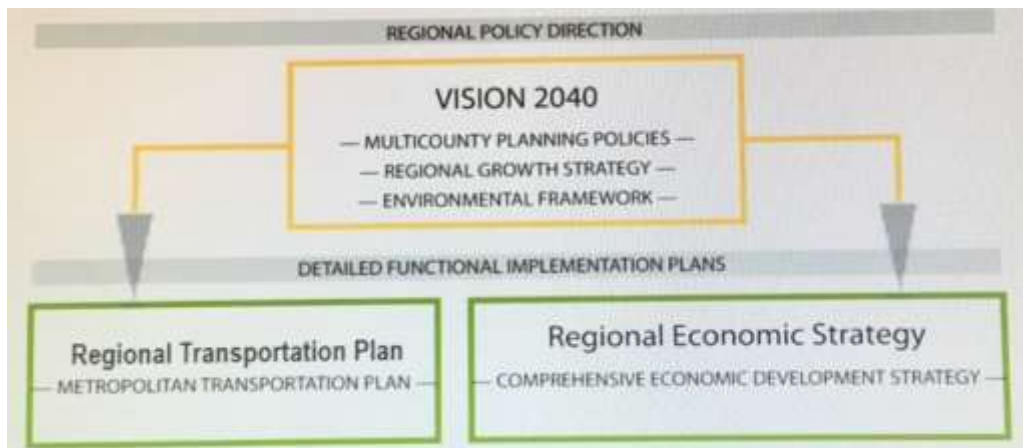 REGIONAL POLICY DIRECTION
VISION 2040
— MULTICOUNTY PLANNING POLICIES —
— REGIONAL GROWTH STRATEGY —
— ENVIRONMENTAL FRAMEWORK —
DETAILED FUNCTIONAL IMPLEMENTATION PLANS
Regional Transportation Plan
— METROPOLITAN TRANSPORTATION PLAN —
Regional Economic Strategy
— COMPREHENSIVE ECONOMIC DEVELOPMENT STRATEGY —